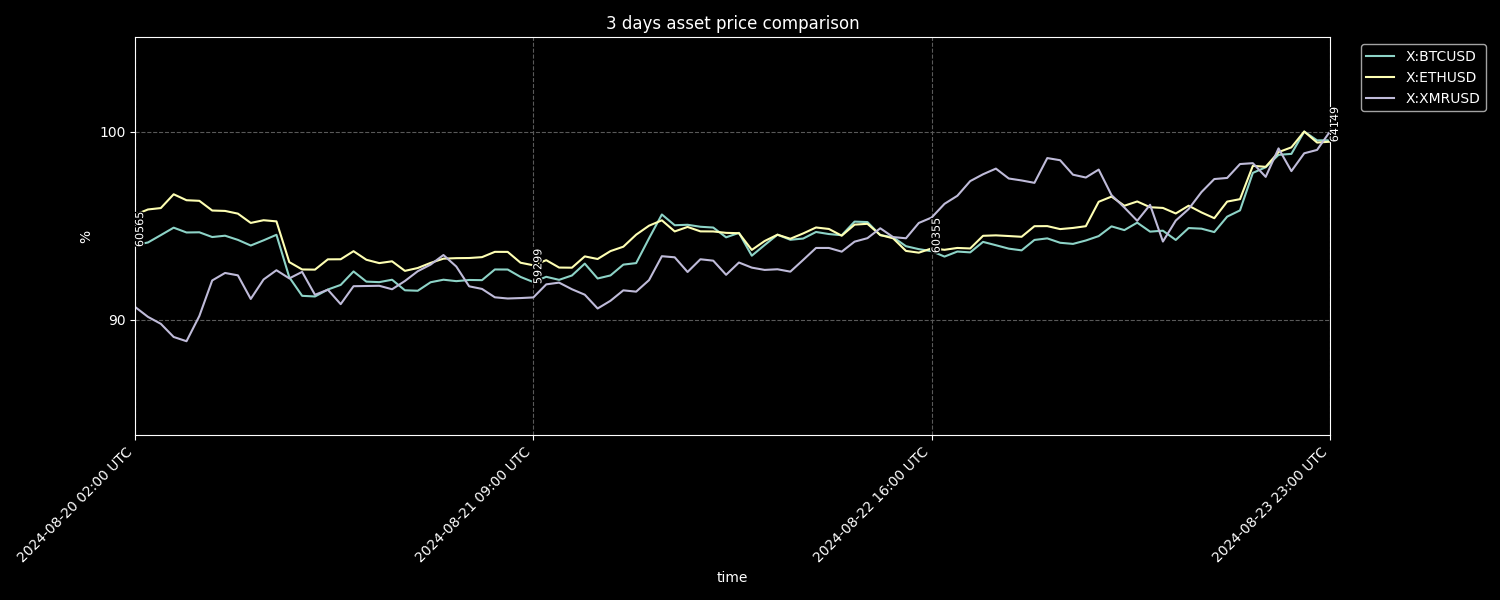 3 days asset price comparison
X:BTCUSD
X:ETHUSD
X:XMRUSD
100
90
%
60565
59299
60355
64149
2024-08-20 02:00 UTC
2024-08-21 09:00 UTC
2024-08-22 16:00 UTC
2024-08-23 23:00 UTC
time